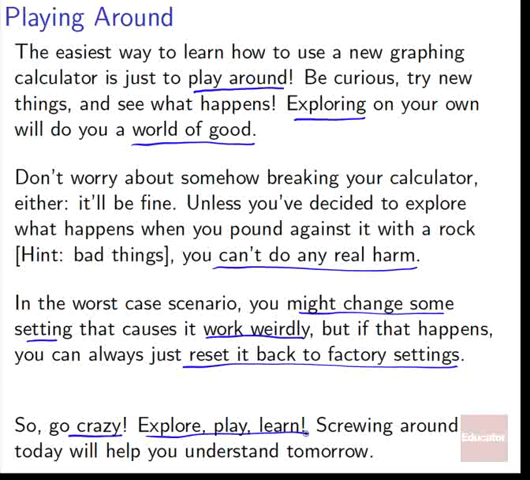 Playing Around
The easiest way to learn how to use a new graphing
calculator is just to play around! Be curious, try new
things, and see what happens! Exploring on your own
will do you a world of good.
Don't worry about somehow breaking your calculator,
either: it'll be fine. Unless you've decided to explore
what happens when you pound against it with a rock
[Hint: bad things], you can't do any real harm.
In the worst case scenario, you might change some
setting that causes it work weirdly, but if that happens,
you can always just reset it back to factory settings.
So, go crazy! Explore, play, learn! Screwing around
today will help you understand tomorrow.
Educator